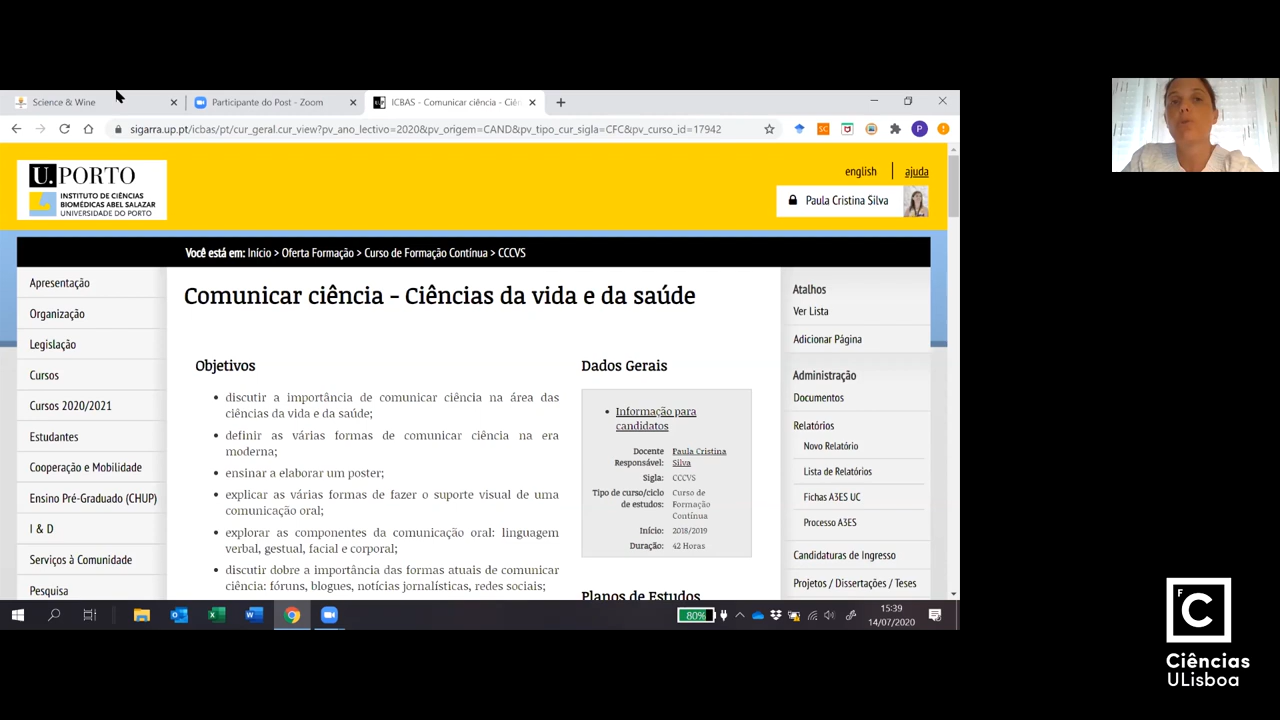 Science & Wine
Participante do Post - Zoom
ICBAS - Comunicar ciência - Ciên
sigarra.up.pt/icbas/pt/cur_geral.cur_view?pv_ano_lectivo=2020&pv_origem=CAND&pv_tipo_cur_sigla=CFC&pv_curso_id=17942
SC
P
U. PORTO
INSTITUTO DE CIÊNCIAS
BIOMÉDICAS ABEL SALAZAR
UNIVERSIDADE DO PORTO
english
ajuda
Paula Cristina Silva
Você está em: Início > Oferta Formação > Curso de Formação Contínua > CCCVS
Apresentação
Organização
Legislação
Cursos
Cursos 2020/2021
Estudantes
Cooperação e Mobilidade
Ensino Pré-Graduado (CHUP)
I & D
Serviços à Comunidade
Pesquisa
Comunicar ciência - Ciências da vida e da saúde
Objetivos
discutir a importância de comunicar ciência na área das
ciências da vida e da saúde;
definir as várias formas de comunicar ciência na era
moderna;
ensinar a elaborar um poster;
explicar as várias formas de fazer o suporte visual de uma
comunicação oral;
explorar as componentes da comunicação oral: linguagem
verbal, gestual, facial e corporal;
discutir dobre a importância das formas atuais de comunicar
ciência: fóruns, blogues, notícias jornalísticas, redes sociais;
Dados Gerais
Informação para
candidatos
Docente Paula Cristina
Responsável: Silva
Sigla: CCCVS
Tipo de curso/ciclo Curso de
de estudos: Formação
Contínua
Início: 2018/2019
Duração: 42 Horas
Planos de Estudos
Atalhos
Ver Lista
Adicionar Página
Administração
Documentos
Relatórios
Novo Relatório
Lista de Relatórios
Fichas A3ES UC
Processo A3ES
Candidaturas de Ingresso
Projetos / Dissertações / Teses
80%
15:39
14/07/2020
F
C
Ciências
ULisboa